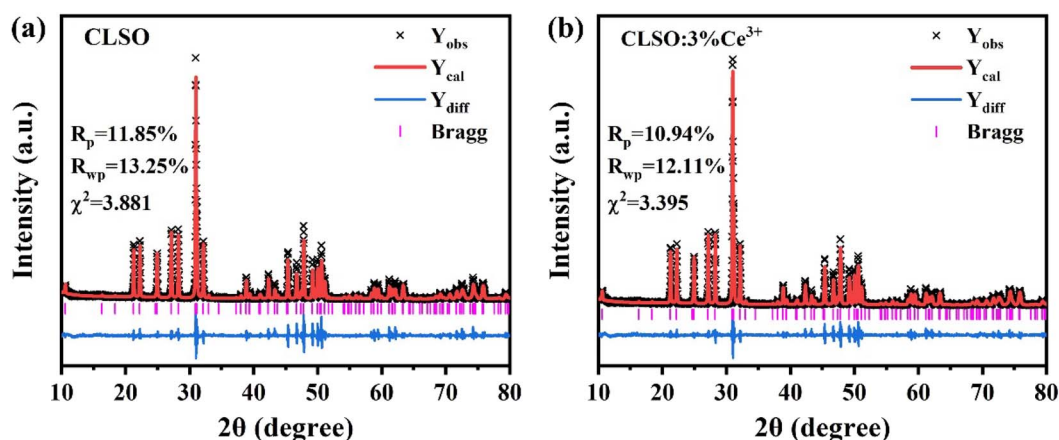 (a)
CLSO
Y_obs
Y_cal
Y_diff
Bragg
R_p=11.85%
R_wp=13.25%
χ²=3.881
Intensity (a.u.)
10 20 30 40 50 60 70 80
2θ (degree)
(b)
CLSO:3%Ce³⁺
Y_obs
Y_cal
Y_diff
Bragg
R_p=10.94%
R_wp=12.11%
χ²=3.395
Intensity (a.u.)
10 20 30 40 50 60 70 80
2θ (degree)